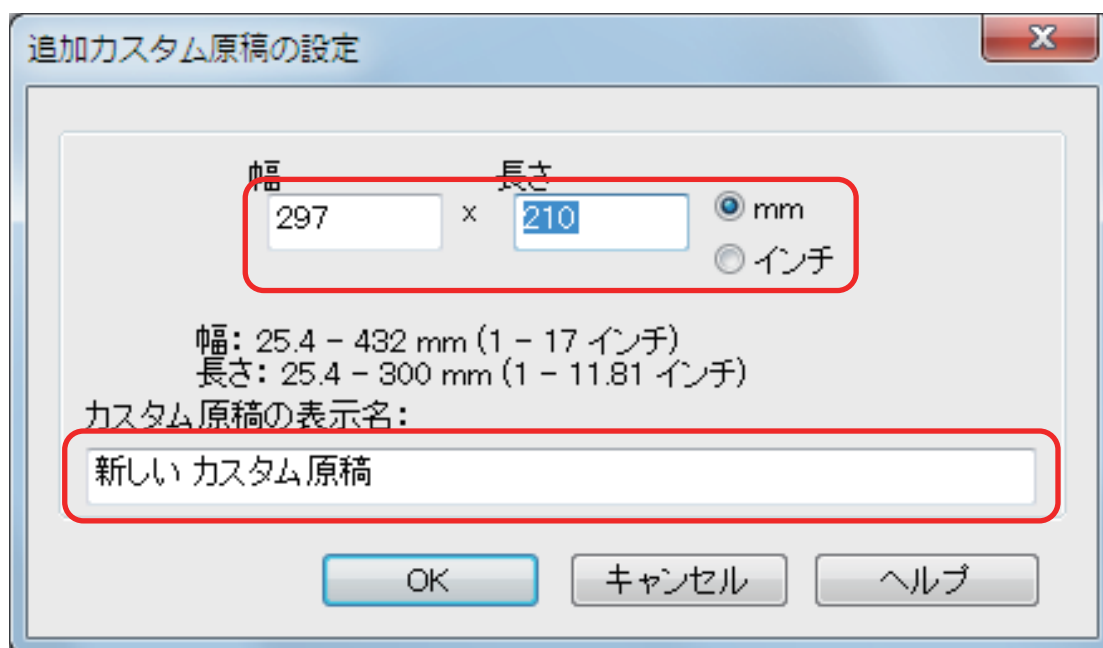 追加カスタム原稿の設定
幅 長さ
297 x 210 mm
インチ
幅: 25.4 - 432 mm (1 - 17 インチ)
長さ: 25.4 - 300 mm (1 - 11.81 インチ)
カスタム原稿の表示名:
新しい カスタム原稿
OK キャンセル ヘルプ